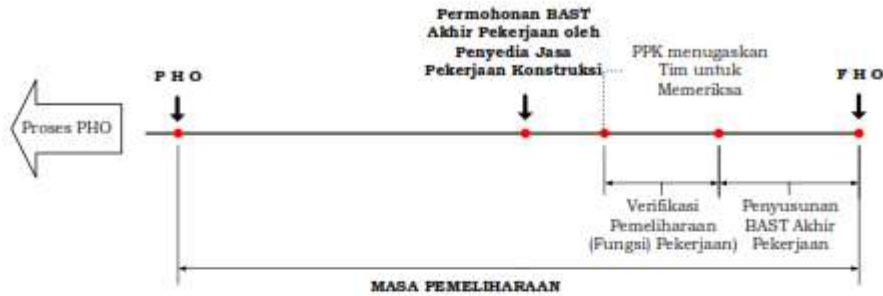 Permohonan BAST
Akhir Pekerjaan oleh
Penyedia Jasa
Pekerjaan Konstruksi
PPK menugaskan
Tim untuk
Memeriksa
P H O
F H O
Proses PHO
Verifikasi
Pemeliharaan
(Fungsi) Pekerjaan)
Penyusunan
BAST Akhir
Pekerjaan
MASA PEMELIHARAAN